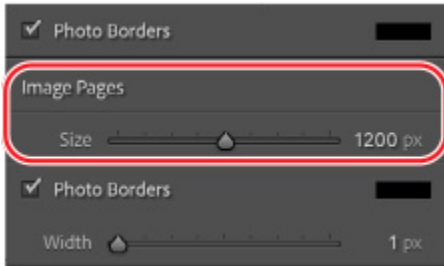 Photo Borders
Image Pages
Size 1200 px
Photo Borders
Width 1 px